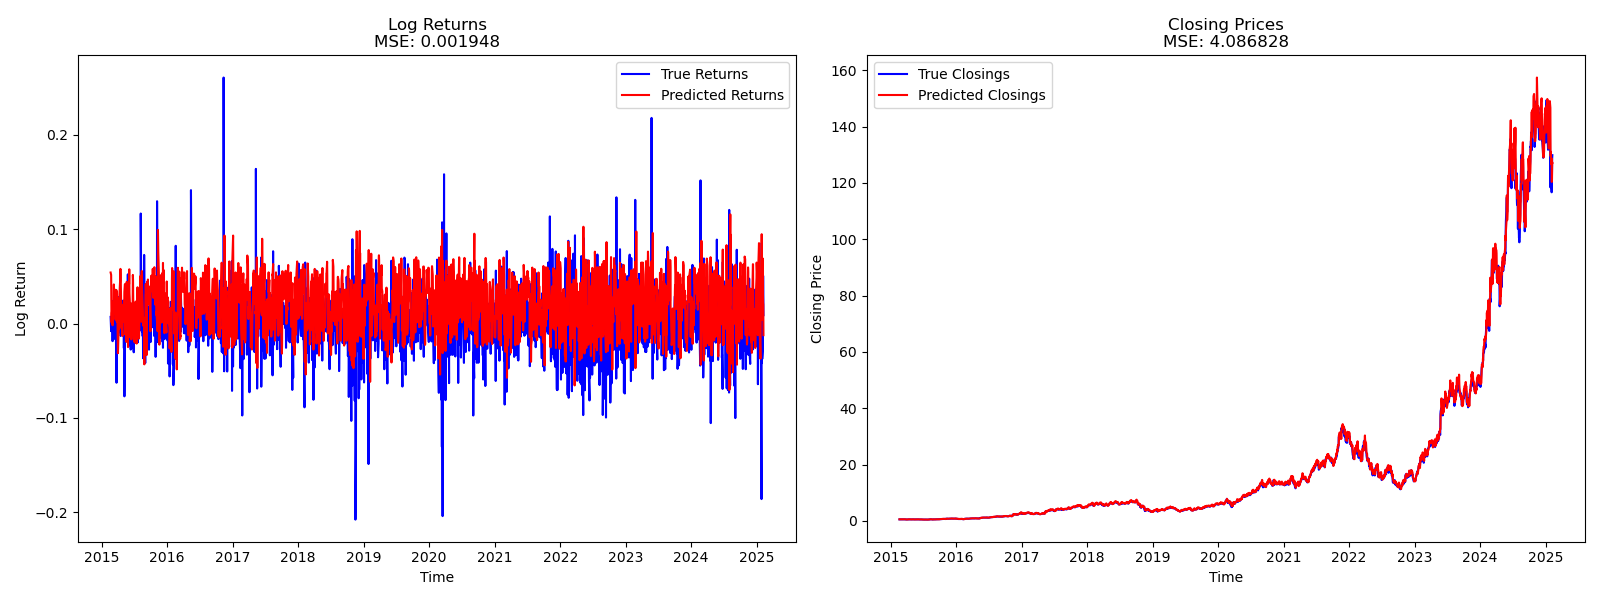 Log Returns
MSE: 0.001948
True Returns
Predicted Returns
0.2
0.1
0.0
−0.1
−0.2
Log Return
2015 2016 2017 2018 2019 2020 2021 2022 2023 2024 2025
Time
Closing Prices
MSE: 4.086828
True Closings
Predicted Closings
160
140
120
100
80
60
40
20
0
Closing Price
2015 2016 2017 2018 2019 2020 2021 2022 2023 2024 2025
Time